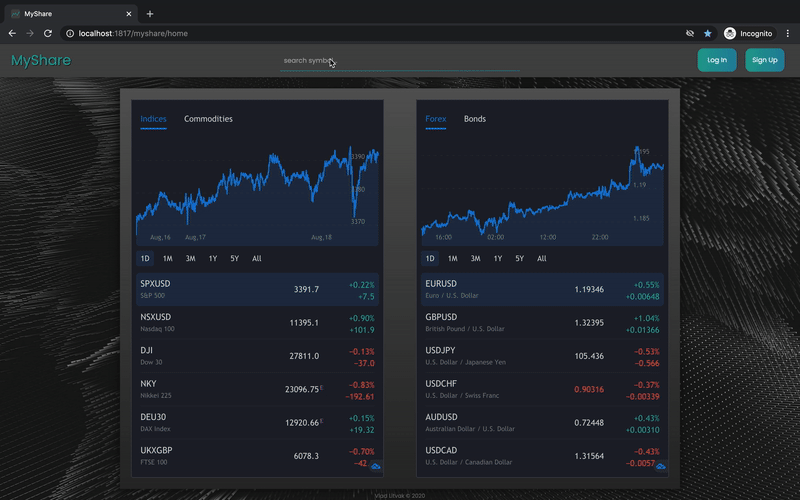 MyShare
localhost:1817/myshare/home
Incognito
MyShare
search symbol
Log In
Sign Up
Indices Commodities
3390
3380
3370
Aug,16 Aug,17 Aug,18
1D 1M 3M 1Y 5Y All
SPXUSD 3391.7 +0.22%
S&P 500 +7.5
NSXUSD 11395.1 +0.90%
Nasdaq 100 +101.9
DJI 27811.0 −0.13%
Dow 30 −37.0
NKY 23096.75 E −0.83%
Nikkei 225 −192.61
DEU30 12920.66 E +0.15%
DAX Index +19.32
UKXGBP 6078.3 −0.70%
FTSE 100 −42.
Forex Bonds
1.195
1.19
1.185
16:00 02:00 12:00 22:00
1D 1M 3M 1Y 5Y All
EURUSD 1.19346 +0.55%
Euro / U.S. Dollar +0.00648
GBPUSD 1.32395 +1.04%
British Pound / U.S. Dollar +0.01366
USDJPY 105.436 −0.53%
U.S. Dollar / Japanese Yen −0.566
USDCHF 0.90316 −0.37%
U.S. Dollar / Swiss Franc −0.00339
AUDUSD 0.72448 +0.43%
Australian Dollar / U.S. Dollar +0.00310
USDCAD 1.31564 −0.43%
U.S. Dollar / Canadian Dollar −0.0057
© 2020